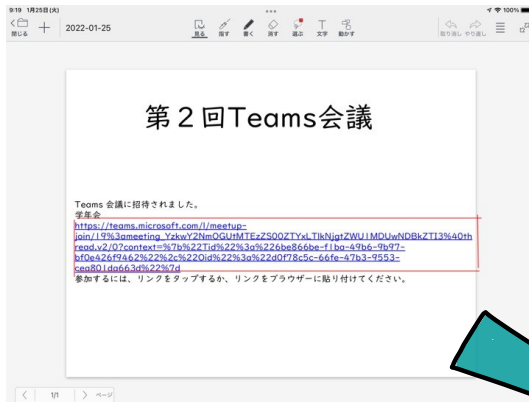 9:19 1月25日(火)
100%
閉じる
2022-01-25
見る 指す 書く 消す 選ぶ 文字 動かす
取り消し やり直し
第2回Teams会議
Teams 会議に招待されました。
学年会
https://teams.microsoft.com/l/meetup-
join/19%3ameeting_YzkwY2NmOGUtMTEzZS00ZTYxLTlkNjgtZWU1MDUwNDBkZTI3%40th
read.v2/0?context=%7b%22Tid%22%3a%226be866be-f1ba-49b6-9b97-
bf0e426f9462%22%2c%22Oid%22%3a%22d0f78c5c-66fe-47b3-9553-
cea801da663d%22%7d
参加するには、リンクをタップするか、リンクをブラウザーに貼り付けてください。
1/1 ページ